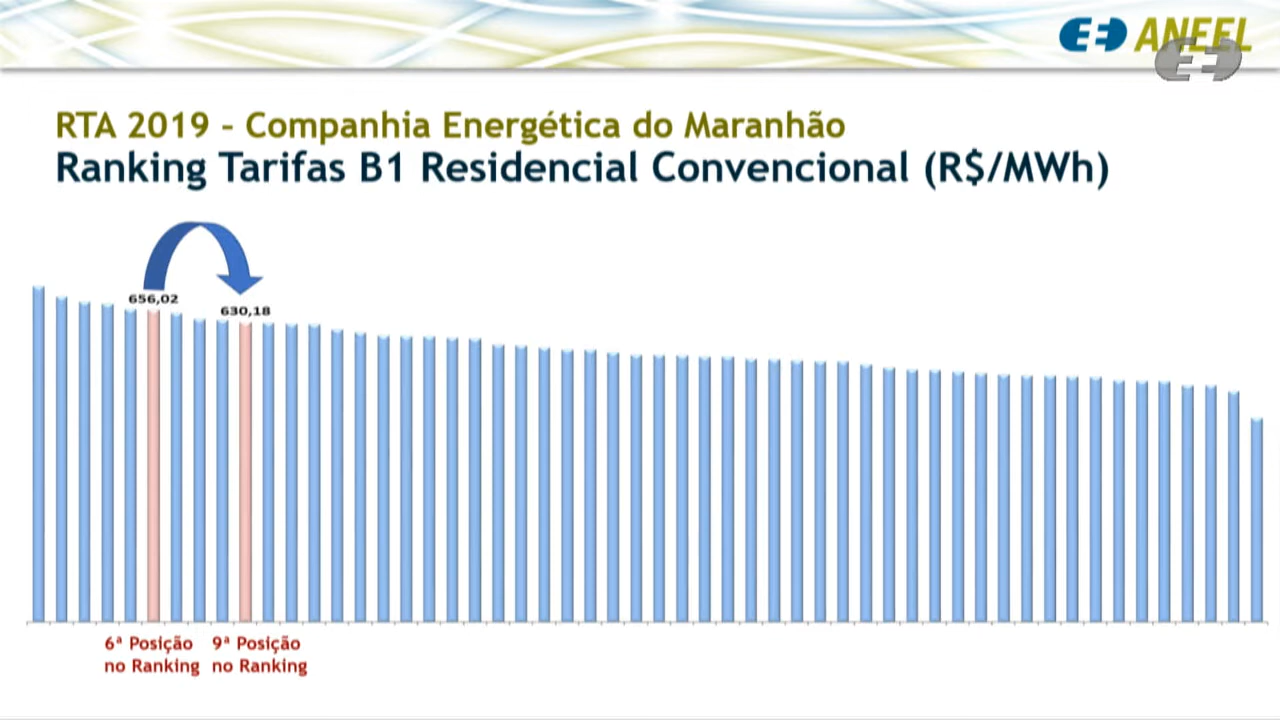 ANEEL
RTA 2019 – Companhia Energética do Maranhão
Ranking Tarifas B1 Residencial Convencional (R$/MWh)
656,02
630,18
6ª Posição
no Ranking
9ª Posição
no Ranking